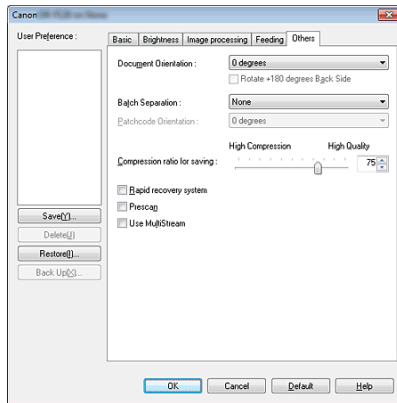 Canon
User Preference :
Basic Brightness Image processing Feeding Others
Document Orientation : 0 degrees
Rotate +180 degrees Back Side
Batch Separation : None
Patchcode Orientation : 0 degrees
High Compression High Quality
Compression ratio for saving : 75
Rapid recovery system
Prescan
Use MultiStream
Save(Y)...
Delete(J)
Restore(I)...
Back Up(X)...
OK Cancel Default Help